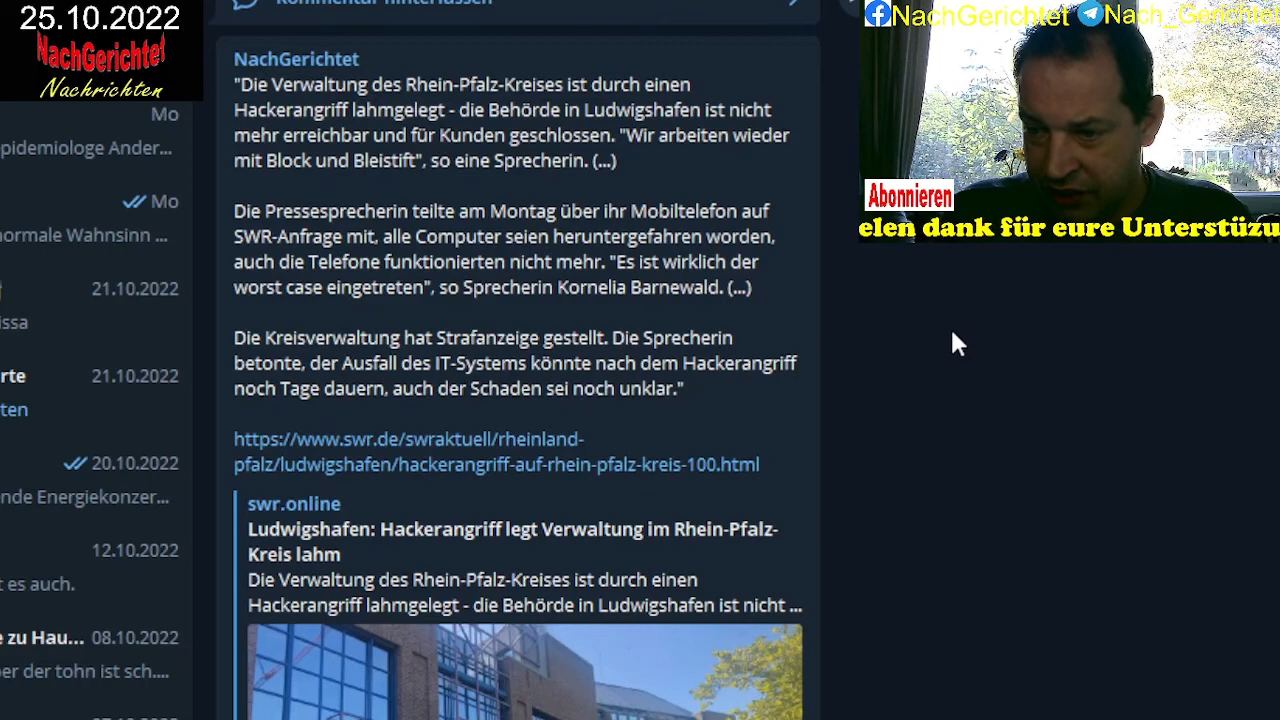 25.10.2022
NachGerichtet
Nachrichten
NachGerichtet Nach_Gerichtet
Abonnieren
elen dank für eure Unterstüzu
Mo
pidemiologe Ander...
Mo
normale Wahnsinn ...
21.10.2022
issa
rte 21.10.2022
ten
20.10.2022
nde Energiekonzer...
12.10.2022
t es auch.
e zu Hau... 08.10.2022
er der tohn ist sch....
Kommentar hinterlassen
NachGerichtet
"Die Verwaltung des Rhein-Pfalz-Kreises ist durch einen
Hackerangriff lahmgelegt - die Behörde in Ludwigshafen ist nicht
mehr erreichbar und für Kunden geschlossen. "Wir arbeiten wieder
mit Block und Bleistift", so eine Sprecherin. (...)
Die Pressesprecherin teilte am Montag über ihr Mobiltelefon auf
SWR-Anfrage mit, alle Computer seien heruntergefahren worden,
auch die Telefone funktionierten nicht mehr. "Es ist wirklich der
worst case eingetreten", so Sprecherin Kornelia Barnewald. (...)
Die Kreisverwaltung hat Strafanzeige gestellt. Die Sprecherin
betonte, der Ausfall des IT-Systems könnte nach dem Hackerangriff
noch Tage dauern, auch der Schaden sei noch unklar."
https://www.swr.de/swraktuell/rheinland-
pfalz/ludwigshafen/hackerangriff-auf-rhein-pfalz-kreis-100.html
swr.online
Ludwigshafen: Hackerangriff legt Verwaltung im Rhein-Pfalz-
Kreis lahm
Die Verwaltung des Rhein-Pfalz-Kreises ist durch einen
Hackerangriff lahmgelegt - die Behörde in Ludwigshafen ist nicht ...